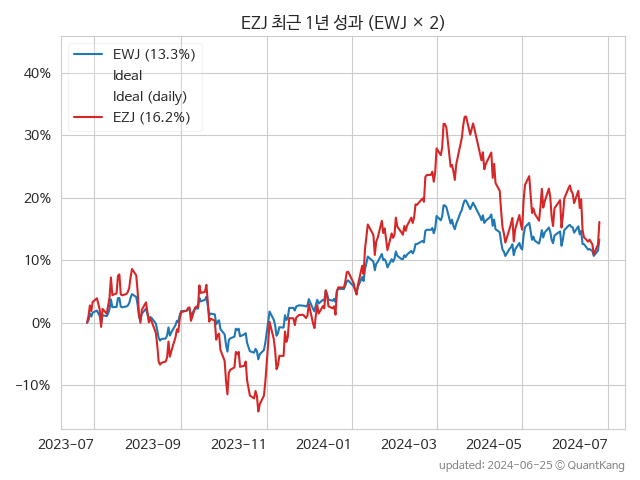 EZJ 최근 1년 성과 (EWJ × 2)
EWJ (13.3%)
Ideal
Ideal (daily)
EZJ (16.2%)
40%
30%
20%
10%
0%
−10%
2023-07 2023-09 2023-11 2024-01 2024-03 2024-05 2024-07
updated: 2024-06-25 © QuantKang